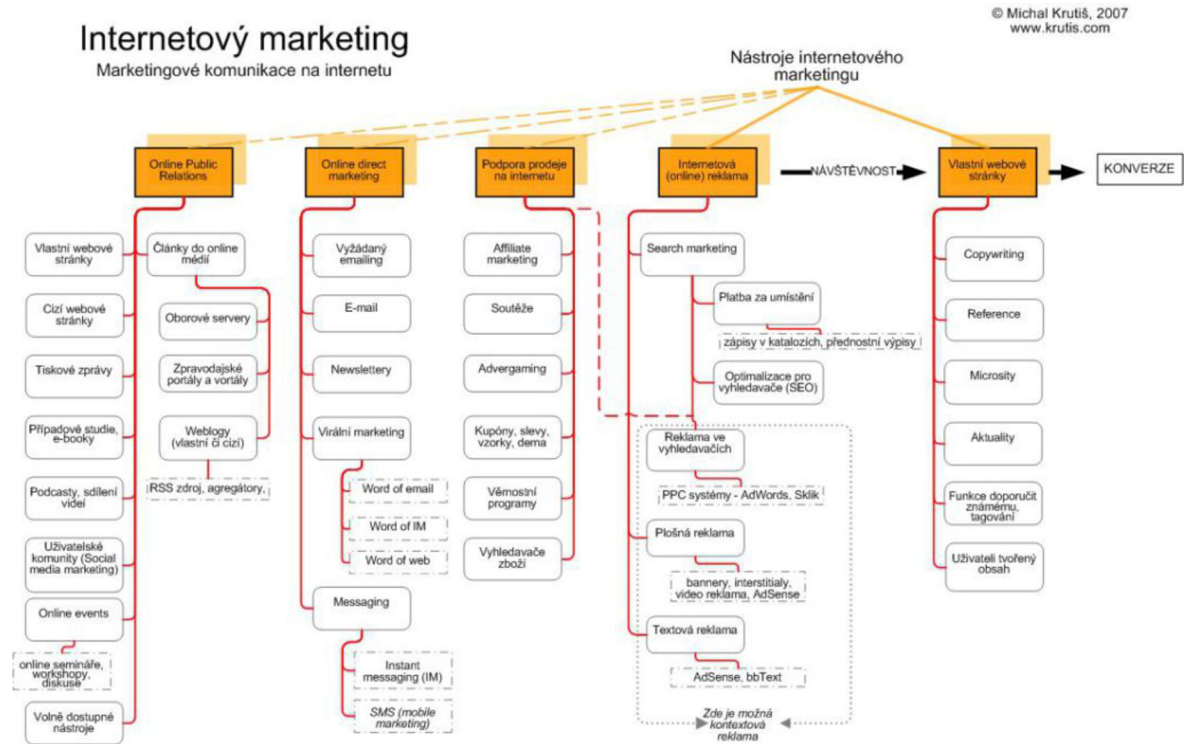 © Michal Krutiš, 2007
www.krutis.com
Internetový marketing
Marketingové komunikace na internetu
Nástroje internetového
marketingu
Online Public
Relations
Online direct
marketing
Podpora prodeje
na internetu
Internetová
(online) reklama
NÁVŠTĚVNOST
Vlastní webové
stránky
KONVERZE
Vlastní webové
stránky
Cizí webové
stránky
Tiskové zprávy
Případové studie,
e-booky
Podcasty, sdílení
videí
Uživatelské
komunity (Social
media marketing)
Online events
online semináře,
workshopy,
diskuse
Volně dostupné
nástroje
Články do online
médií
Oborové servery
Zpravodajské
portály a vortály
Weblogy
(vlastní či cizí)
RSS zdroj, agregátory,
Vyžádaný
emailing
E-mail
Newslettery
Virální marketing
Word of email
Word of IM
Word of web
Messaging
Instant
messaging (IM)
SMS (mobile
marketing)
Affiliate
marketing
Soutěže
Advergaming
Kupóny, slevy,
vzorky, dema
Věrnostní
programy
Vyhledavače
zboží
Search marketing
Platba za umístění
zápisy v katalozích, přednostní výpisy
Optimalizace pro
vyhledavače (SEO)
Reklama ve
vyhledavačích
PPC systémy - AdWords, Sklik
Plošná reklama
bannery, interstitialy,
video reklama, AdSense
Textová reklama
AdSense, bbText
Zde je možná
kontextová
reklama
Copywriting
Reference
Microsity
Aktuality
Funkce doporučit
známému,
tagování
Uživateli tvořený
obsah